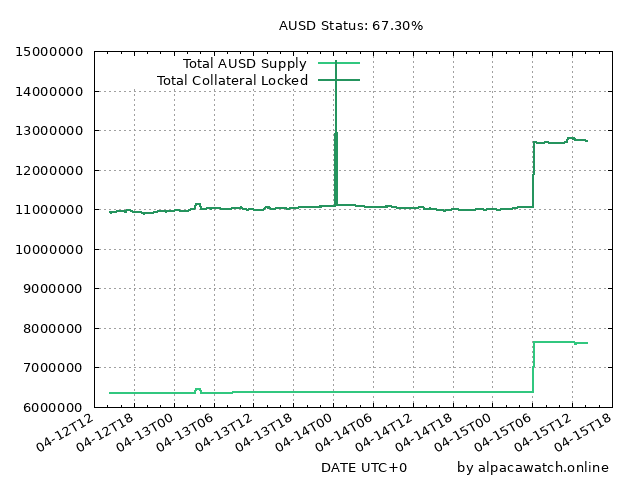 AUSD Status: 67.30%
Total AUSD Supply
Total Collateral Locked
15000000
14000000
13000000
12000000
11000000
10000000
9000000
8000000
7000000
6000000
04-12T12
04-12T18
04-13T00
04-13T06
04-13T12
04-13T18
04-14T00
04-14T06
04-14T12
04-14T18
04-15T00
04-15T06
04-15T12
04-15T18
DATE UTC+0
by alpacawatch.online